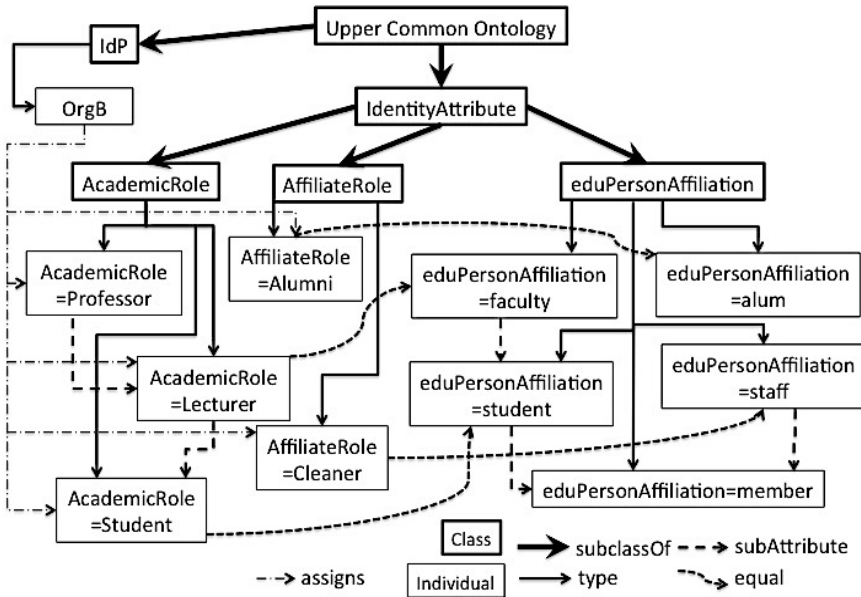 Upper Common Ontology
IdP
OrgB
IdentityAttribute
AcademicRole
AffiliateRole
eduPersonAffiliation
AcademicRole
=Professor
AffiliateRole
=Alumni
eduPersonAffiliation
=faculty
eduPersonAffiliation
=alum
AcademicRole
=Lecturer
eduPersonAffiliation
=student
eduPersonAffiliation
=staff
AffiliateRole
=Cleaner
AcademicRole
=Student
eduPersonAffiliation=member
Class
subclassOf
subAttribute
assigns
Individual
type
equal